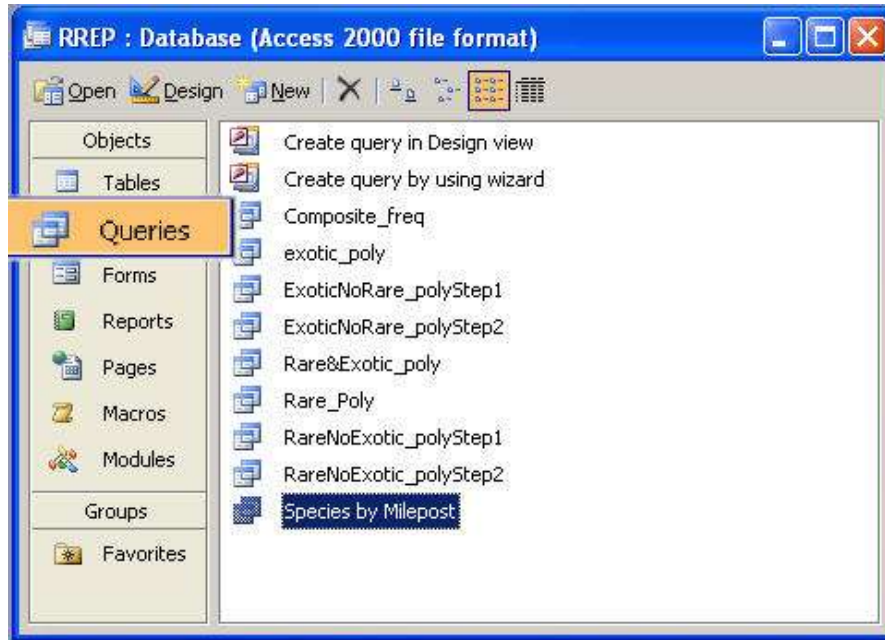 RREP : Database (Access 2000 file format)
Open Design New
Objects
Tables
Queries
Forms
Reports
Pages
Macros
Modules
Groups
Favorites
Create query in Design view
Create query by using wizard
Composite_freq
exotic_poly
ExoticNoRare_polyStep1
ExoticNoRare_polyStep2
Rare&Exotic_poly
Rare_Poly
RareNoExotic_polyStep1
RareNoExotic_polyStep2
Species by Milepost